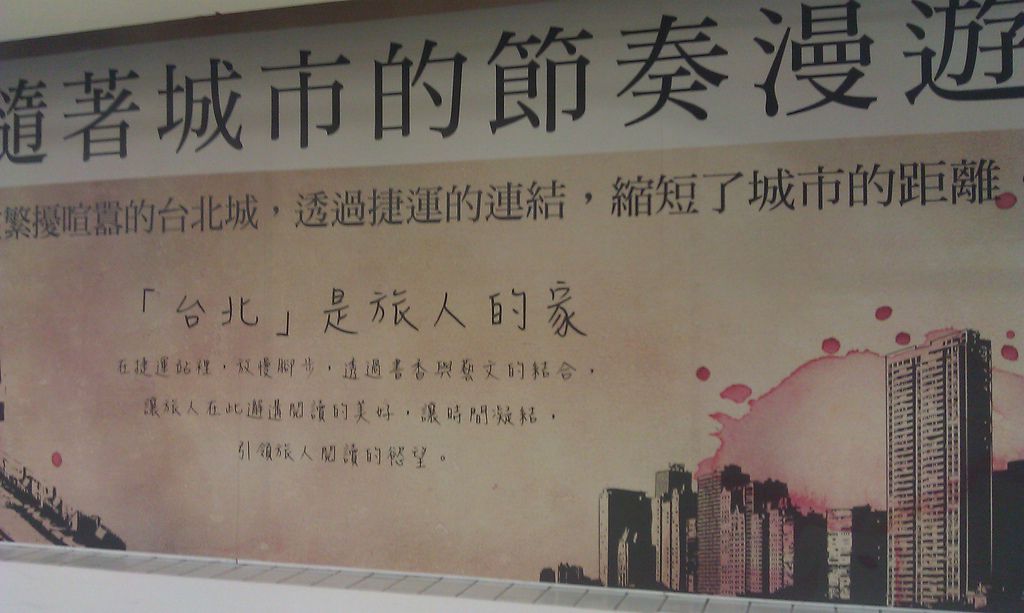 隨著城市的節奏漫遊
繁擾喧囂的台北城，透過捷運的連結，縮短了城市的距離，
「台北」是旅人的家
在捷運站裡，放慢腳步，透過書香與藝文的結合，
讓旅人在此邂逅閱讀的美好，讓時間凝結，
引領旅人閱讀的慾望。